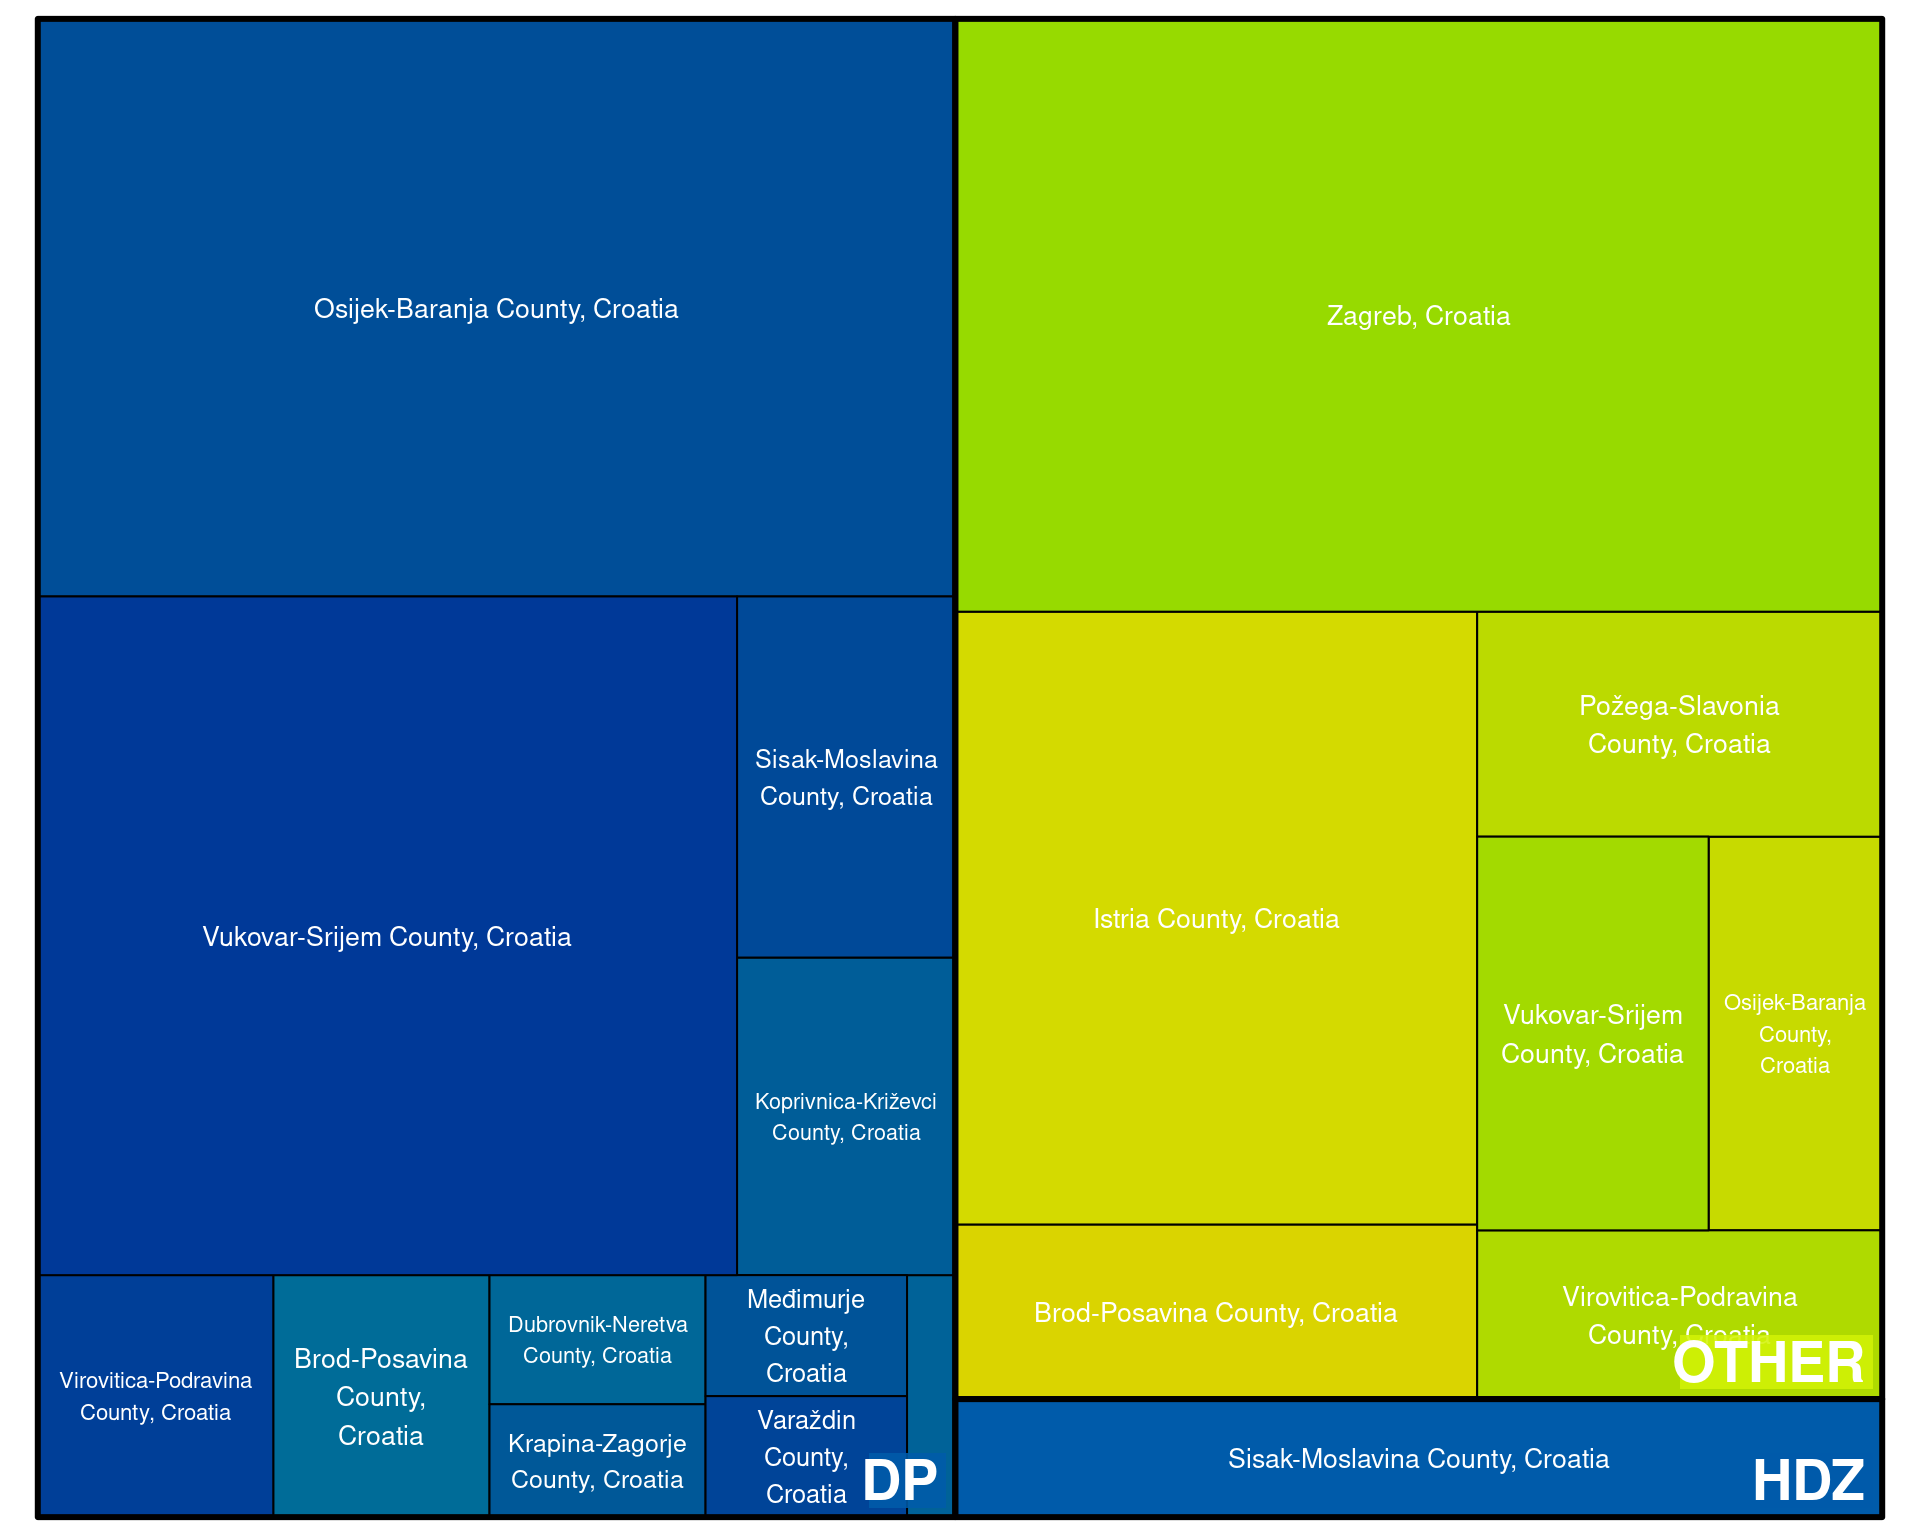 Osijek-Baranja County, Croatia
Vukovar-Srijem County, Croatia
Sisak-Moslavina
County, Croatia
Koprivnica-Križevci
County, Croatia
Virovitica-Podravina
County, Croatia
Brod-Posavina
County,
Croatia
Dubrovnik-Neretva
County, Croatia
Krapina-Zagorje
County, Croatia
Međimurje
County,
Croatia
Varaždin
County,
Croatia
DP
Zagreb, Croatia
Istria County, Croatia
Požega-Slavonia
County, Croatia
Vukovar-Srijem
County, Croatia
Osijek-Baranja
County,
Croatia
Brod-Posavina County, Croatia
Virovitica-Podravina
County, Croatia
OTHER
Sisak-Moslavina County, Croatia
HDZ